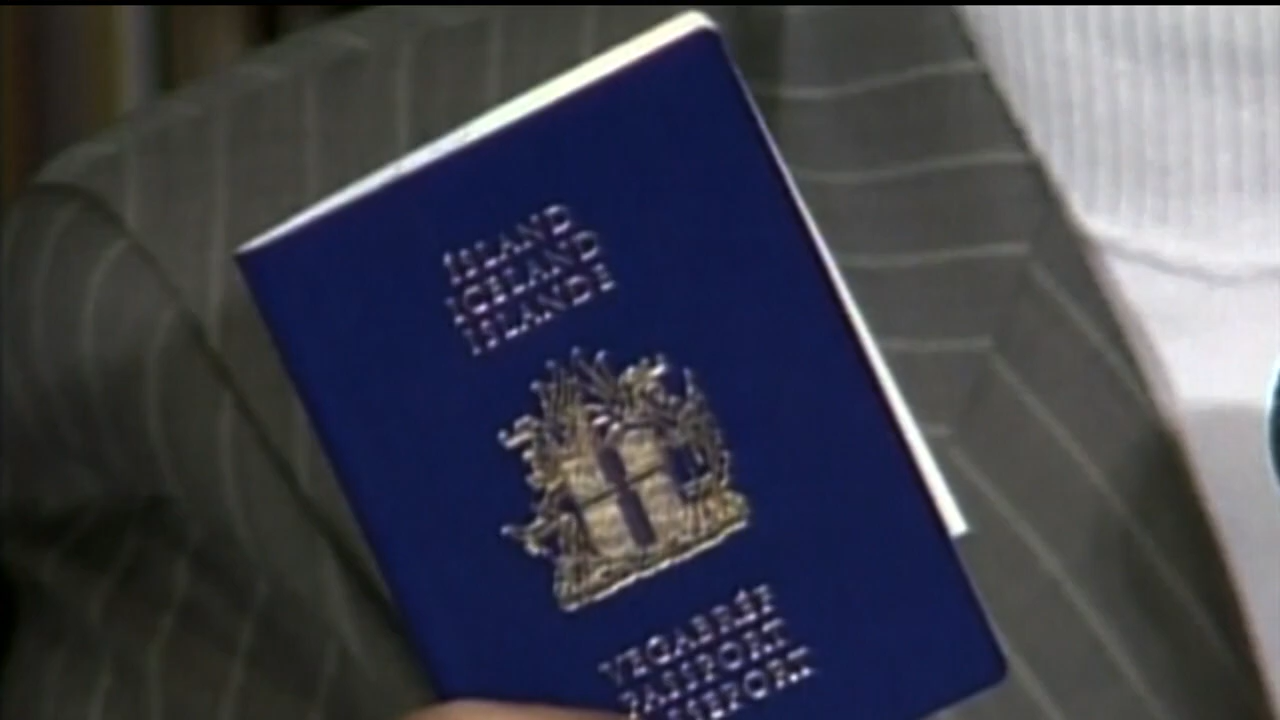 ÍSLAND
ICELAND
ISLANDE
VEGABRÉF
PASSPORT
PASSEPORT